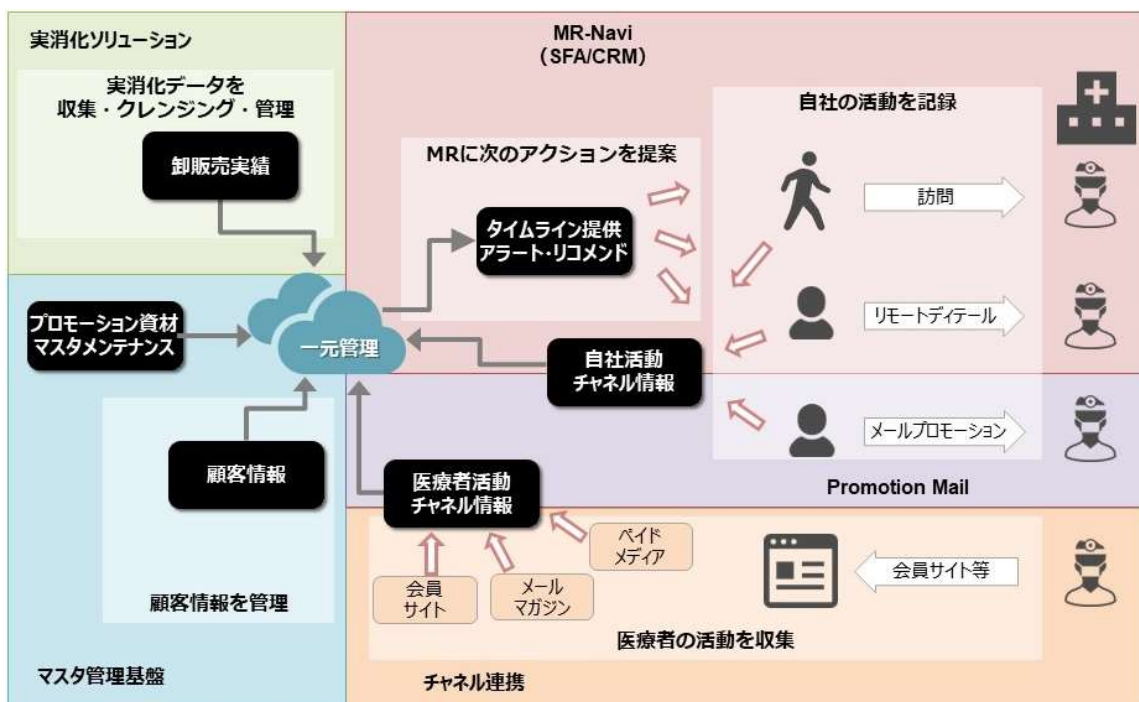 実消化ソリューション
実消化データを
収集・クレンジング・管理
卸販売実績
MR-Navi
（SFA/CRM）
自社の活動を記録
MRに次のアクションを提案
タイムライン提供
アラート・リコメンド
訪問
リモートディテール
プロモーション資材
マスタメンテナンス
一元管理
自社活動
チャネル情報
メールプロモーション
Promotion Mail
顧客情報
顧客情報を管理
マスタ管理基盤
医療者活動
チャネル情報
ペイド
メディア
会員
サイト
メール
マガジン
会員サイト等
医療者の活動を収集
チャネル連携